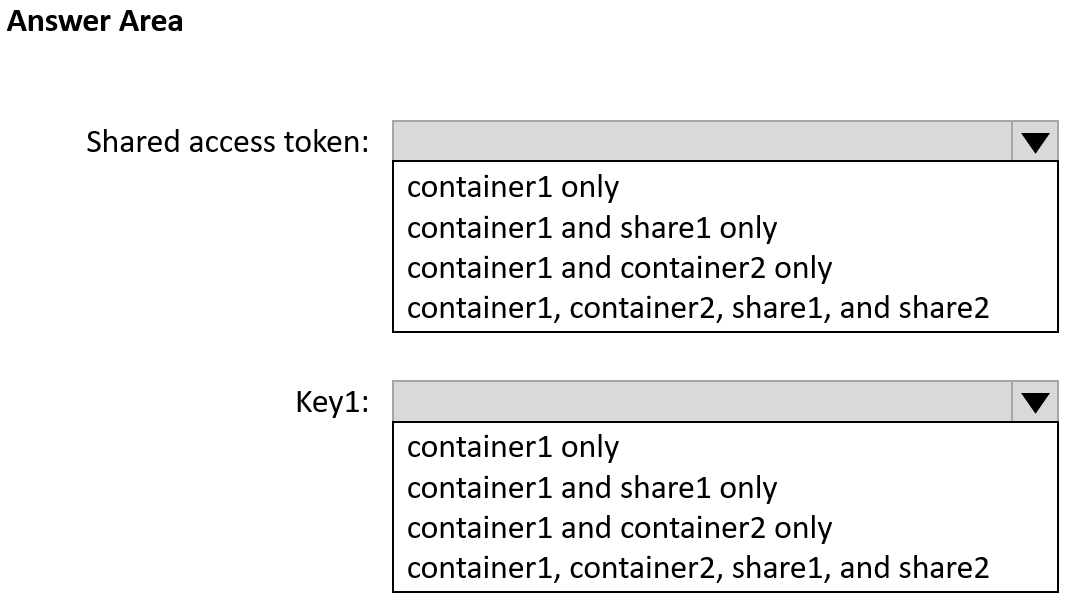 Answer Area
Shared access token:
container1 only
container1 and share1 only
container1 and container2 only
container1, container2, share1, and share2
Key1:
container1 only
container1 and share1 only
container1 and container2 only
container1, container2, share1, and share2